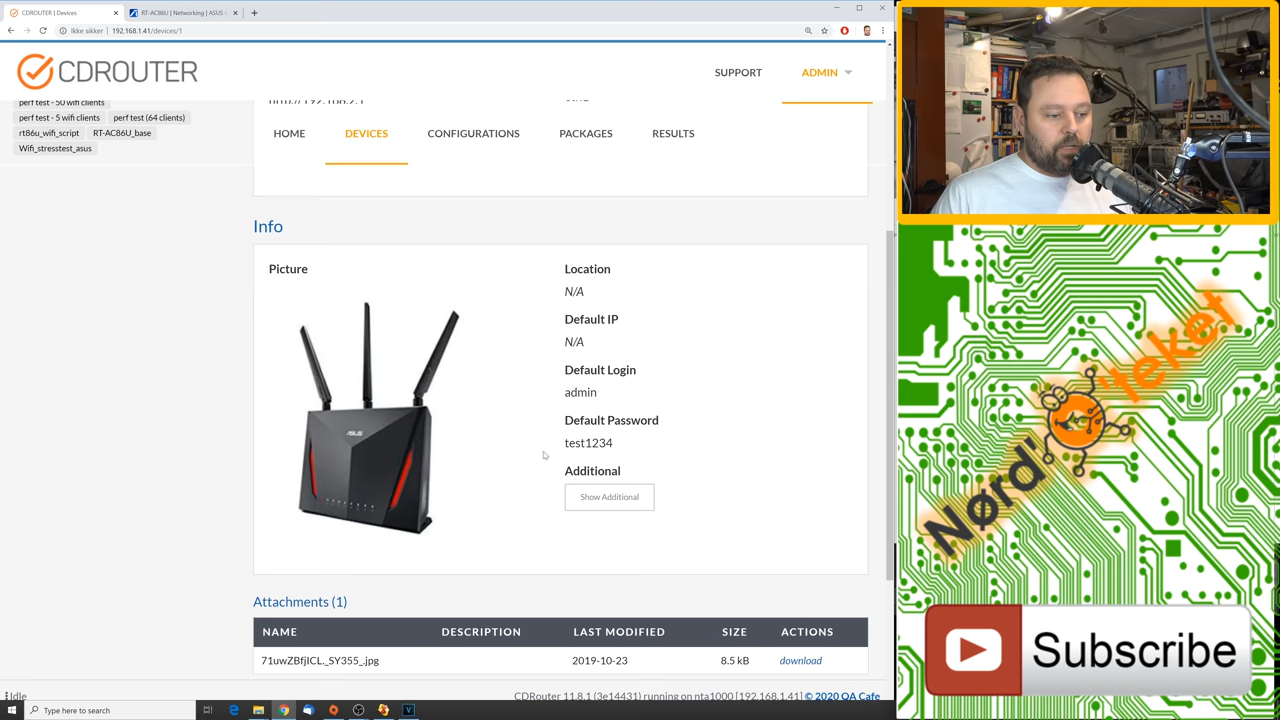 CDROUTER | Devices
RT-AC86U | Networking | ASUS
Ikke sikker
192.168.1.41/devices/1
CDROUTER
SUPPORT
ADMIN
perf test - 50 wifi clients
perf test - 5 wifi clients
perf test (64 clients)
rt86u_wifi_script
RT-AC86U_base
Wifi_stresstest_asus
HOME
DEVICES
CONFIGURATIONS
PACKAGES
RESULTS
Info
Picture
ASUS
Location
N/A
Default IP
N/A
Default Login
admin
Default Password
test1234
Additional
Show Additional
Attachments (1)
NAME DESCRIPTION LAST MODIFIED SIZE ACTIONS
71uwZBfjICL._SY355_.jpg 2019-10-23 8.5 kB download
Idle
CDRouter 11.8.1 (3e14431) running on nta1000 [192.168.1.41] © 2020 QA Cafe
Type here to search
Subscribe